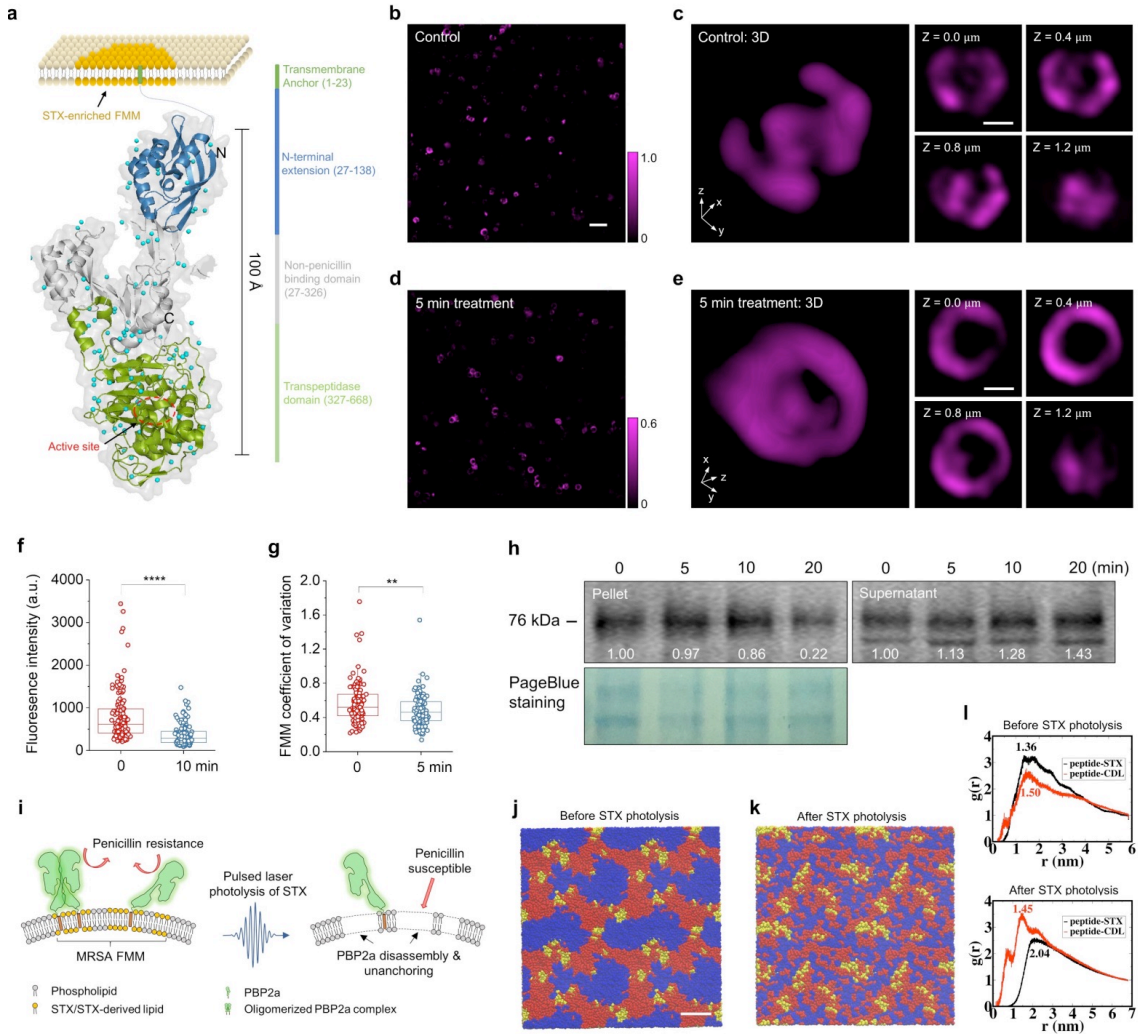 a
STX-enriched FMM
N
C
100 Å
Active site
Transmembrane
Anchor (1-23)
N-terminal
extension (27-138)
Non-penicillin
binding domain
(27-326)
Transpeptidase
domain (327-668)
b
Control
1.0
0
c
Control: 3D
z
x
y
Z = 0.0 μm
Z = 0.4 μm
Z = 0.8 μm
Z = 1.2 μm
d
5 min treatment
0.6
0
e
5 min treatment: 3D
x
z
y
Z = 0.0 μm
Z = 0.4 μm
Z = 0.8 μm
Z = 1.2 μm
f
Fluorescence intensity (a.u.)
4000
3000
2000
1000
0
****
0
10 min
g
FMM coefficient of variation
2.0
1.6
1.2
0.8
0.4
0.0
**
0
5 min
h
0 5 10 20
0 5 10 20 (min)
Pellet
Supernatant
76 kDa
1.00 0.97 0.86 0.22
1.00 1.13 1.28 1.43
PageBlue
staining
i
Penicillin resistance
MRSA FMM
Pulsed laser
photolysis of STX
Penicillin
susceptible
PBP2a disassembly &
unanchoring
Phospholipid
STX/STX-derived lipid
PBP2a
Oligomerized PBP2a complex
j
Before STX photolysis
k
After STX photolysis
l
Before STX photolysis
g(r)
4
3
2
1
0
1.36
1.50
peptide-STX
peptide-CDL
0 1 2 3 4 5 6
r (nm)
After STX photolysis
g(r)
4
3
2
1
0
1.45
2.04
peptide-STX
peptide-CDL
0 1 2 3 4 5 6 7
r (nm)